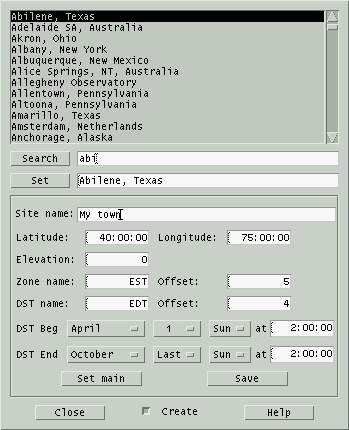 Abilene, Texas
Adelaide SA, Australia
Akron, Ohio
Albany, New York
Albuquerque, New Mexico
Alice Springs, NT, Australia
Allegheny Observatory
Allentown, Pennsylvania
Altoona, Pennsylvania
Amarillo, Texas
Amsterdam, Netherlands
Anchorage, Alaska
Search abi
Set Abilene, Texas
Site name: My town
Latitude: 40:00:00 Longitude: 75:00:00
Elevation: 0
Zone name: EST Offset: 5
DST name: EDT Offset: 4
DST Beg April 1 Sun at 2:00:00
DST End October Last Sun at 2:00:00
Set main Save
Close Create Help